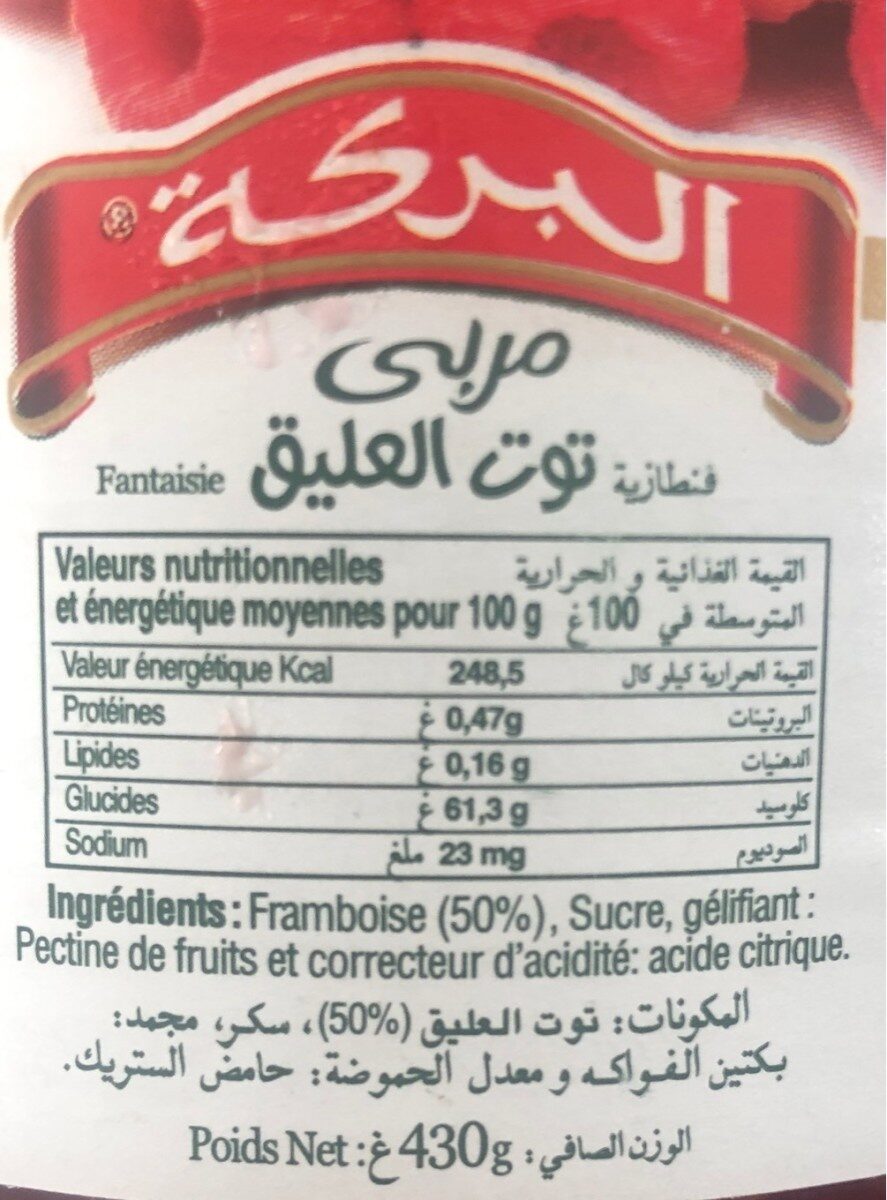 البركة
مربى
Fantaisie توت العليق فنطازية
Valeurs nutritionnelles القيمة الغذائية و الحرارية
et énergétique moyennes pour 100 g المتوسطة في 100غ
Valeur énergétique Kcal 248,5 القيمة الحرارية كيلو كال
Protéines 0,47g غ البروتينات
Lipides 0,16 g غ الدهنيات
Glucides 61,3 g غ كلوسيد
Sodium 23 mg ملغ الصوديوم
Ingrédients : Framboise (50%), Sucre, gélifiant :
Pectine de fruits et correcteur d'acidité: acide citrique.
المكونات: توت العليق (50%)، سكر، مجمد:
بكتين الفواكه و معدل الحموضة: حامض الستريك.
Poids Net : 430g غ الوزن الصافي: